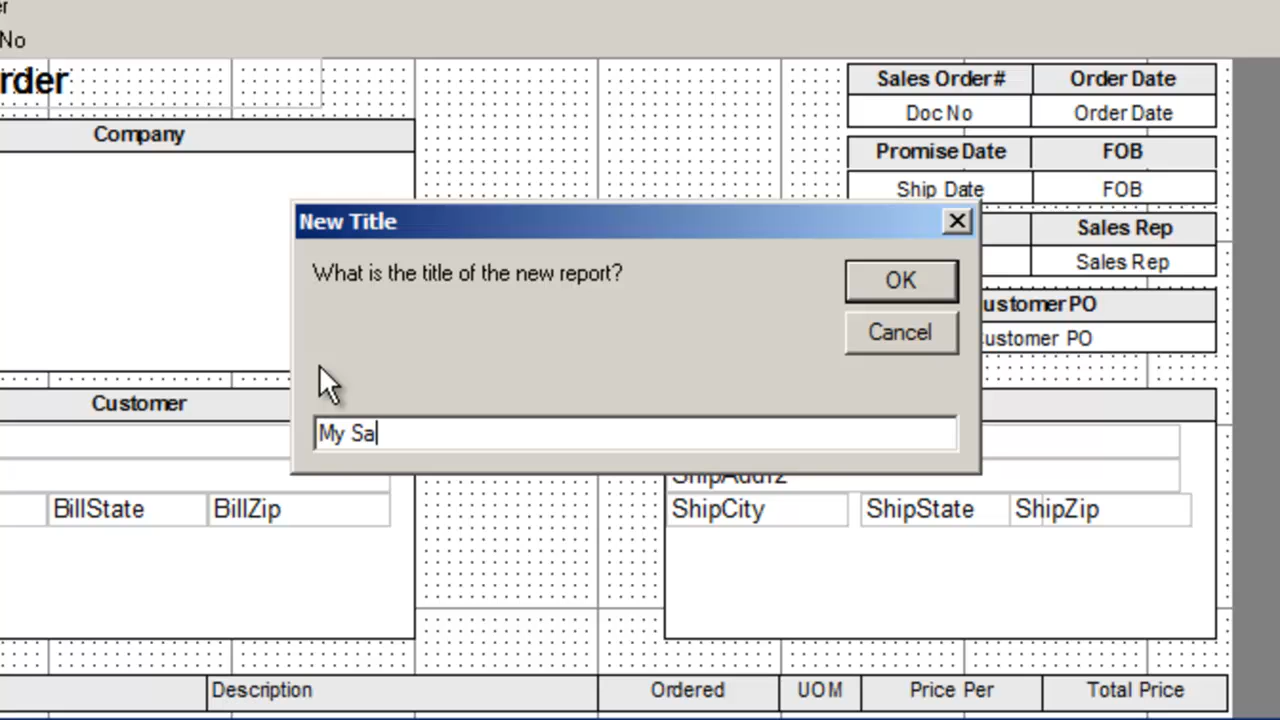 er
No
rder
Sales Order# Order Date
Doc No Order Date
Company
Promise Date FOB
Ship Date FOB
New Title
Sales Rep
What is the title of the new report?
OK
Sales Rep
ustomer PO
Cancel
ustomer PO
Customer
My Sa
ShipAddr2
BillState BillZip
ShipCity ShipState ShipZip
Description Ordered UOM Price Per Total Price